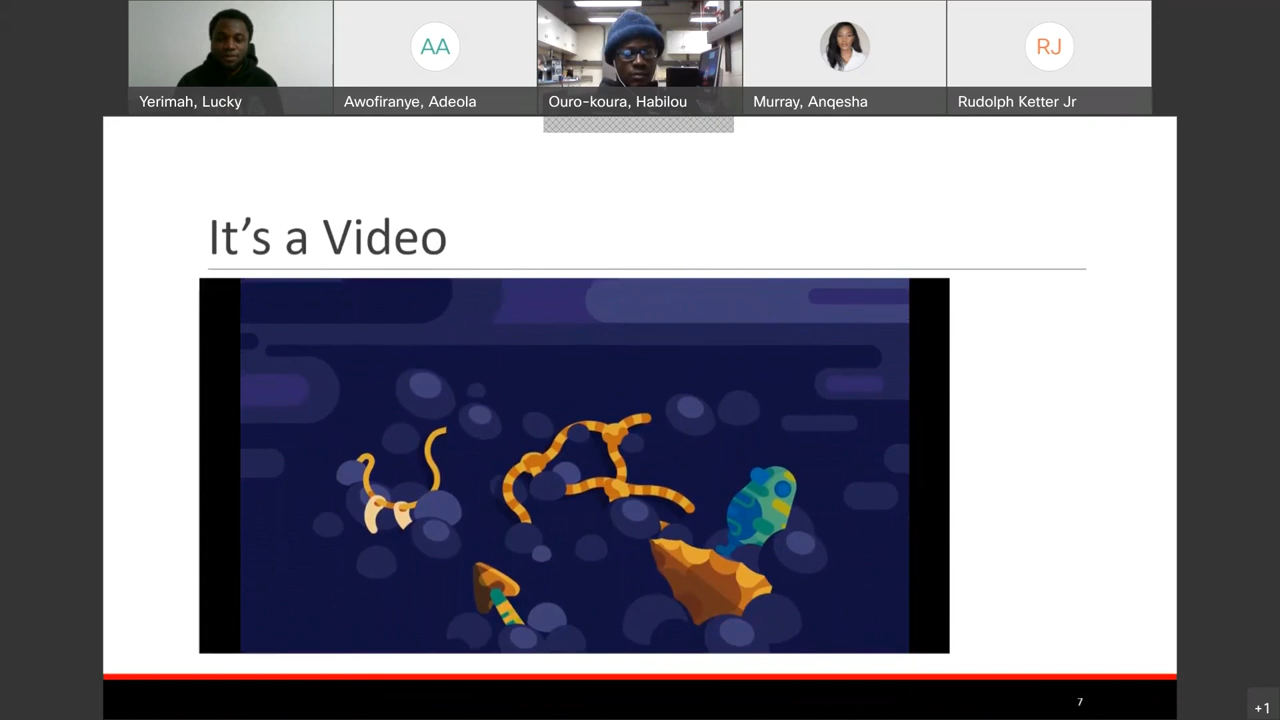 AA
RJ
Yerimah, Lucky
Awofiranye, Adeola
Ouro-koura, Habilou
Murray, Anqesha
Rudolph Ketter Jr
It's a Video
7
+1